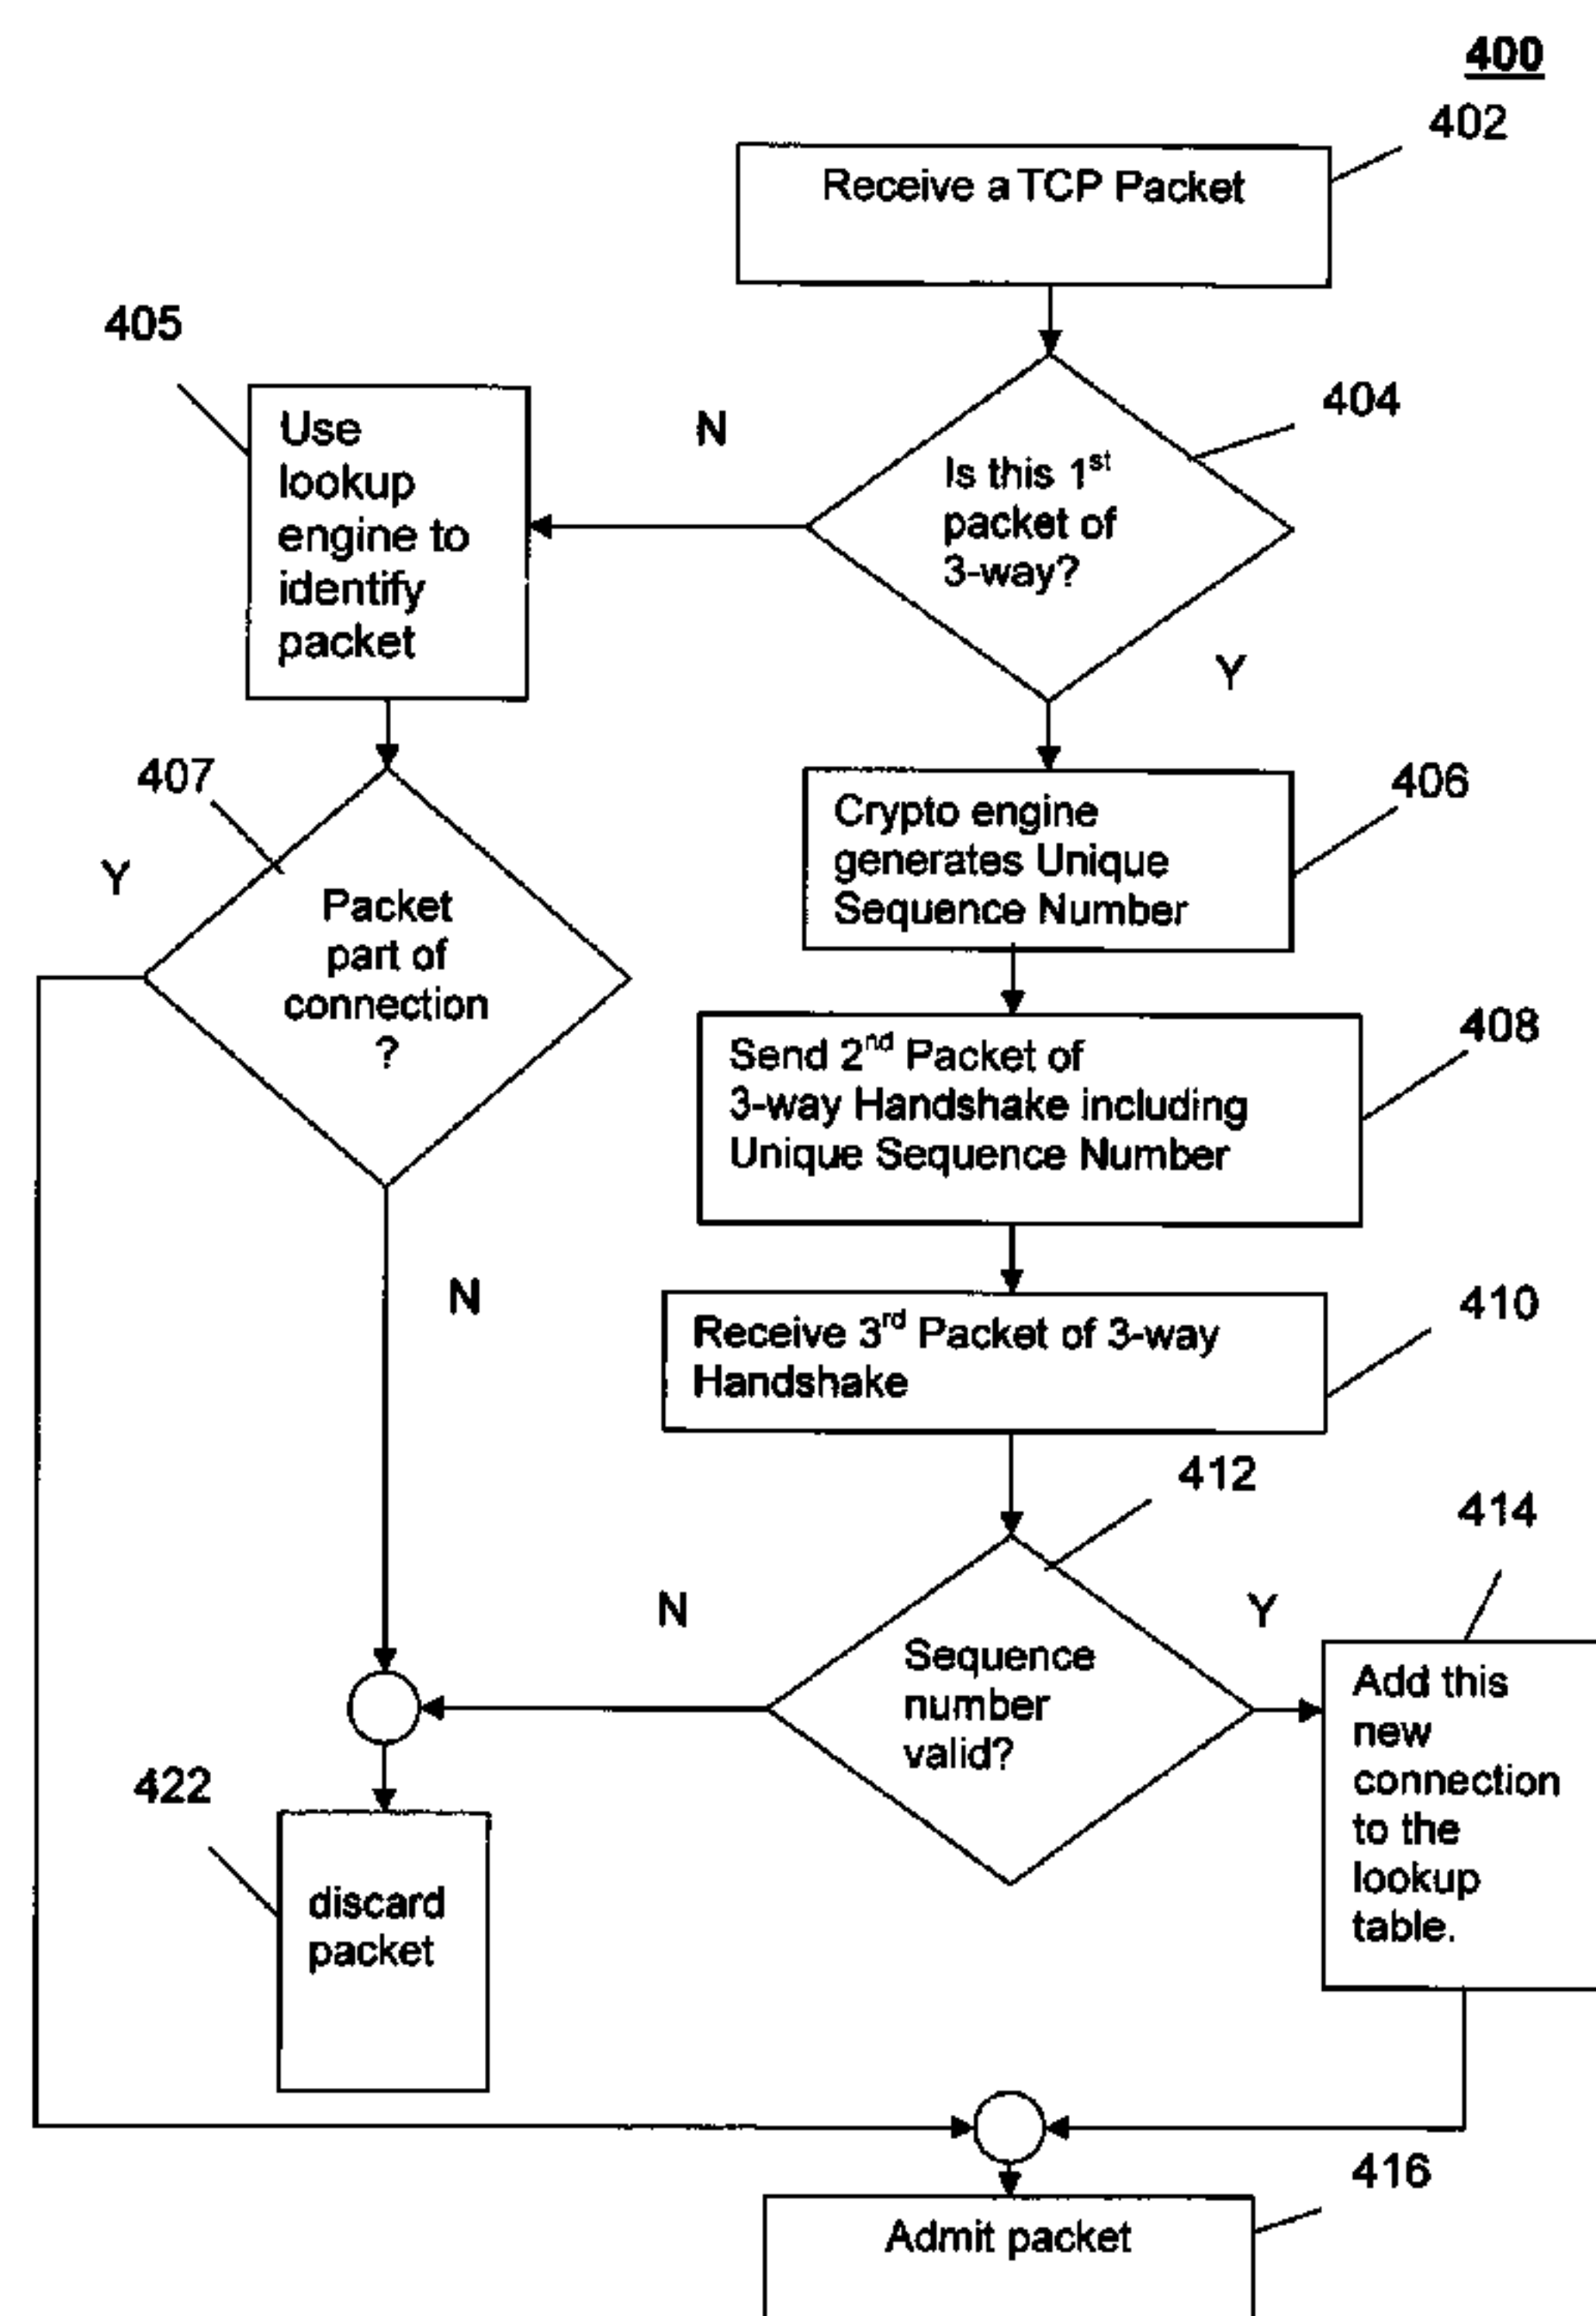 400
402
Receive a TCP Packet
405
404
N
Use
lookup
engine to
identify
packet
Is this 1st
packet of
3-way?
Y
407
406
Crypto engine
generates Unique
Sequence Number
Y
Packet
part of
connection
?
408
Send 2nd Packet of
3-way Handshake including
Unique Sequence Number
N
410
Receive 3rd Packet of 3-way
Handshake
412
414
N
Y
Sequence
number
valid?
Add this
new
connection
to the
lookup
table.
422
discard
packet
416
Admit packet